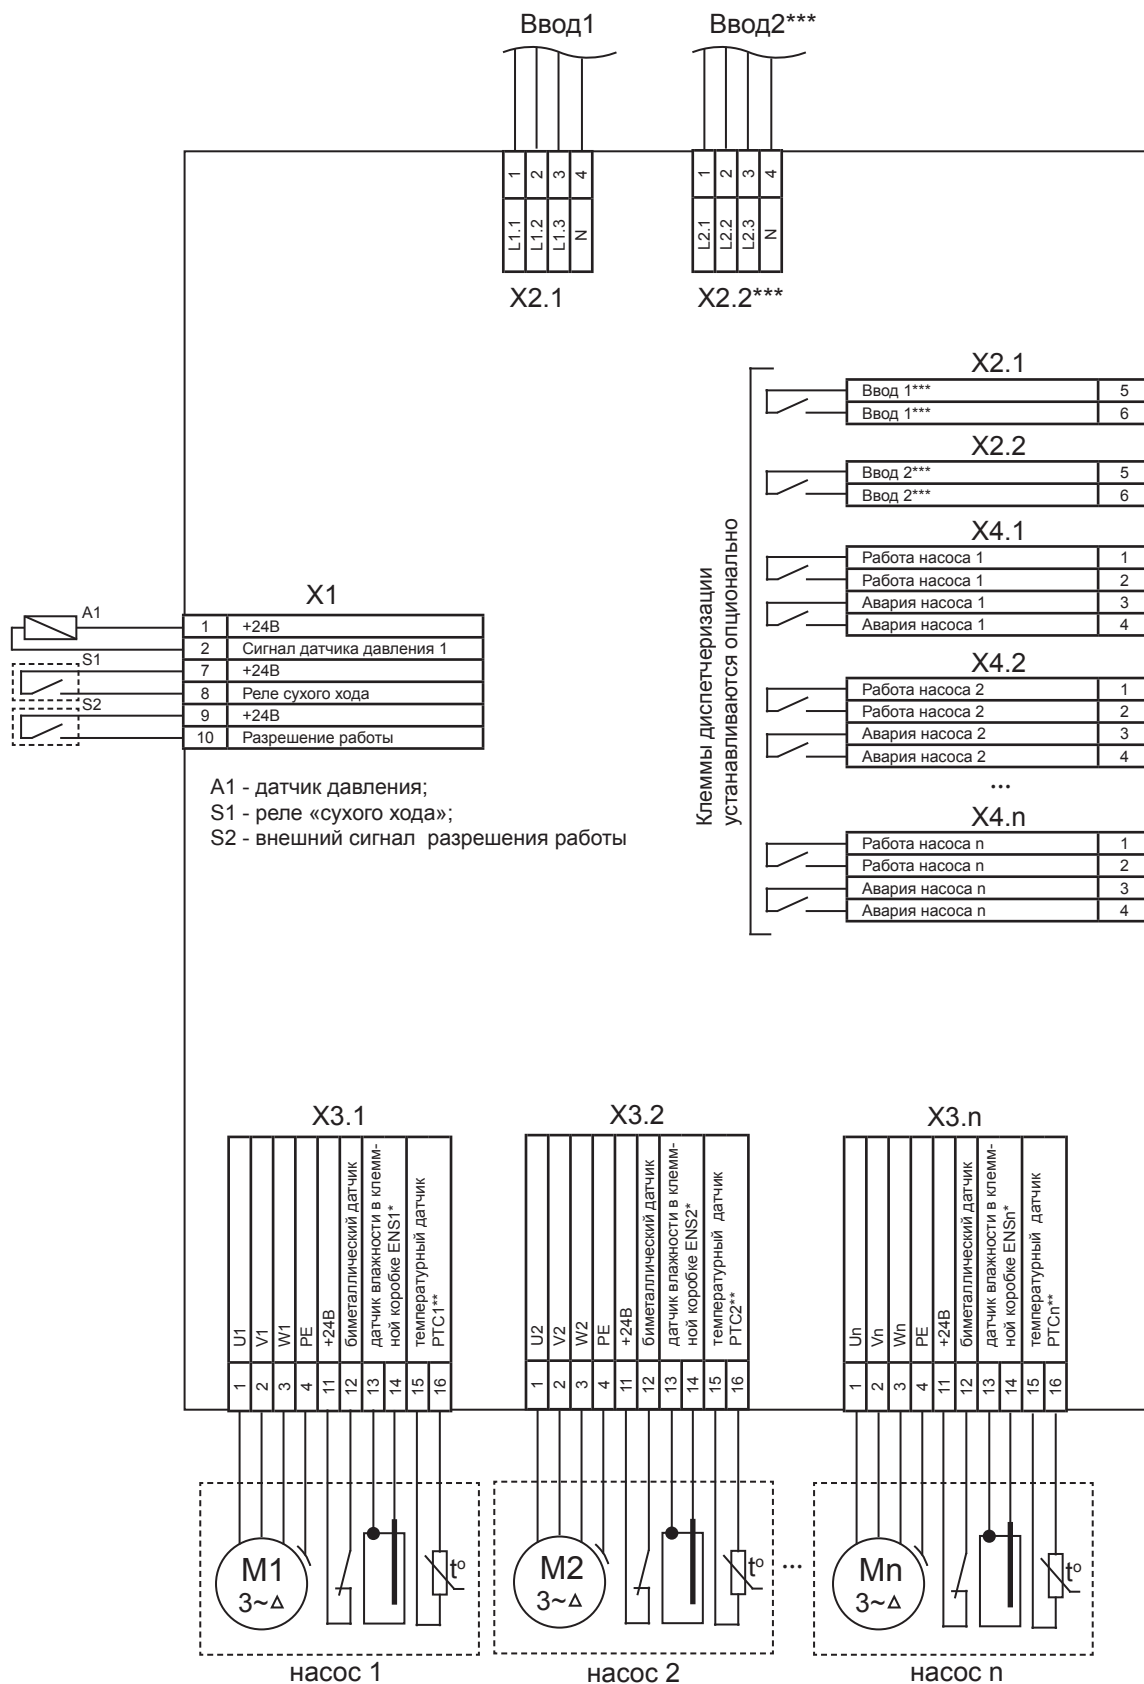 Ввод1
Ввод2***
1 2 3 4
L1.1 L1.2 L1.3 N
X2.1
1 2 3 4
L2.1 L2.2 L2.3 N
X2.2***
Клеммы диспетчеризации
устанавливаются опционально
X2.1
Ввод 1*** 5
Ввод 1*** 6
X2.2
Ввод 2*** 5
Ввод 2*** 6
X4.1
Работа насоса 1 1
Работа насоса 1 2
Авария насоса 1 3
Авария насоса 1 4
X4.2
Работа насоса 2 1
Работа насоса 2 2
Авария насоса 2 3
Авария насоса 2 4
...
X4.n
Работа насоса n 1
Работа насоса n 2
Авария насоса n 3
Авария насоса n 4
X1
A1
S1
S2
1 +24В
2 Сигнал датчика давления 1
7 +24В
8 Реле сухого хода
9 +24В
10 Разрешение работы
A1 - датчик давления;
S1 - реле «сухого хода»;
S2 - внешний сигнал разрешения работы
X3.1
U1
V1
W1
PE
+24В
биметаллический датчик
датчик влажности в клемм-
ной коробке ENS1*
температурный датчик
PTC1**
1 2 3 4 11 12 13 14 15 16
M1
3~Δ
t°
насос 1
X3.2
U2
V2
W2
PE
+24В
биметаллический датчик
датчик влажности в клемм-
ной коробке ENS2*
температурный датчик
PTC2**
1 2 3 4 11 12 13 14 15 16
M2
3~Δ
t°
насос 2
...
X3.n
Un
Vn
Wn
PE
+24В
биметаллический датчик
датчик влажности в клемм-
ной коробке ENSn*
температурный датчик
PTCn**
1 2 3 4 11 12 13 14 15 16
Mn
3~Δ
t°
насос n